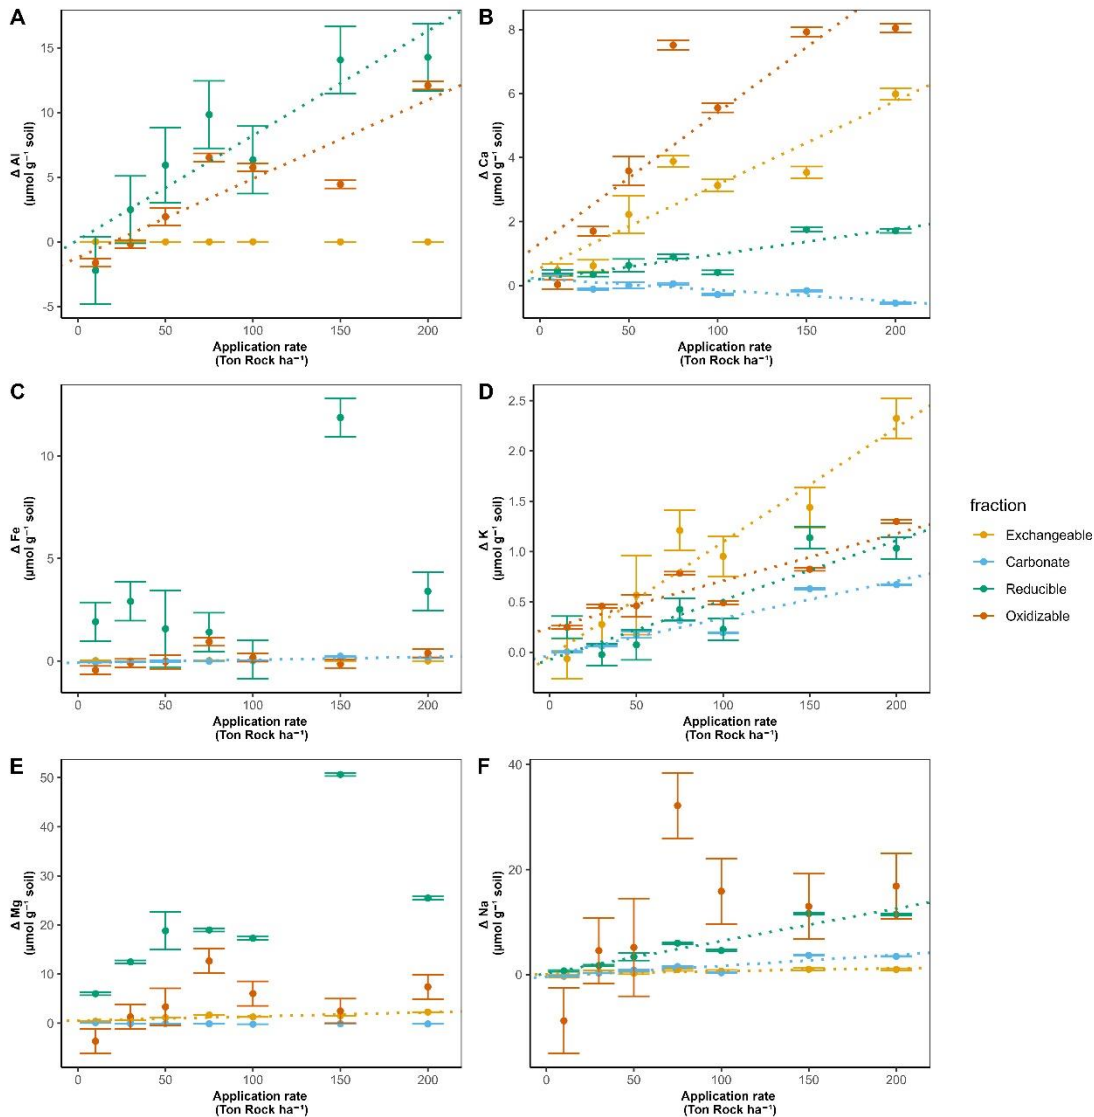 A
Δ Al
(μmol g⁻¹ soil)
15
10
5
0
-5
0 50 100 150 200
Application rate
(Ton Rock ha⁻¹)
B
Δ Ca
(μmol g⁻¹ soil)
8
6
4
2
0
0 50 100 150 200
Application rate
(Ton Rock ha⁻¹)
C
Δ Fe
(μmol g⁻¹ soil)
10
5
0
0 50 100 150 200
Application rate
(Ton Rock ha⁻¹)
D
Δ K
(μmol g⁻¹ soil)
2.5
2.0
1.5
1.0
0.5
0.0
0 50 100 150 200
Application rate
(Ton Rock ha⁻¹)
fraction
Exchangeable
Carbonate
Reducible
Oxidizable
E
Δ Mg
(μmol g⁻¹ soil)
50
40
30
20
10
0
0 50 100 150 200
Application rate
(Ton Rock ha⁻¹)
F
Δ Na
(μmol g⁻¹ soil)
40
20
0
0 50 100 150 200
Application rate
(Ton Rock ha⁻¹)